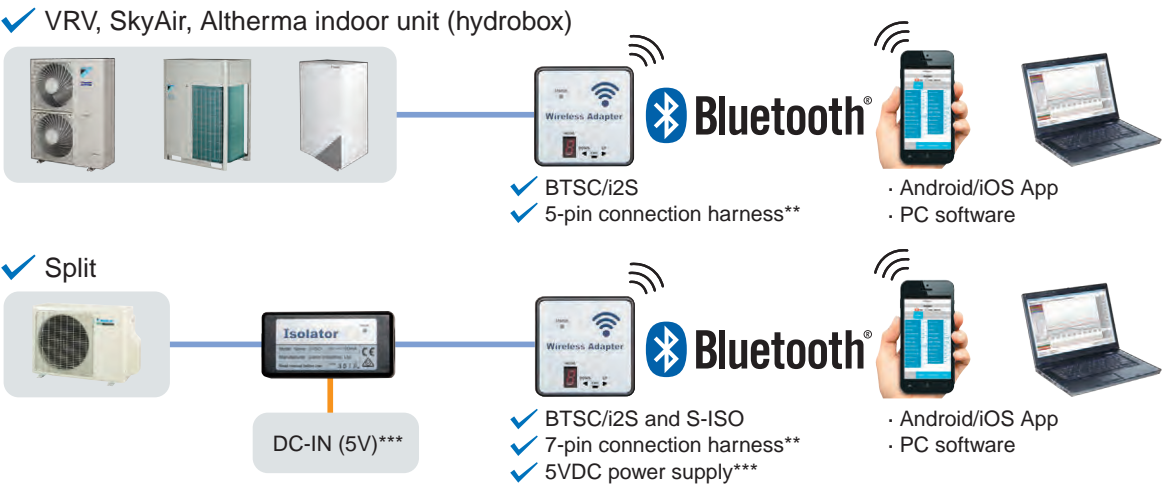 VRV, SkyAir, Altherma indoor unit (hydrobox)
Wireless Adapter
Bluetooth®
BTSC/i2S
5-pin connection harness**
· Android/iOS App
· PC software
Split
Isolator
Wireless Adapter
Bluetooth®
DC-IN (5V)***
BTSC/i2S and S-ISO
7-pin connection harness**
5VDC power supply***
· Android/iOS App
· PC software